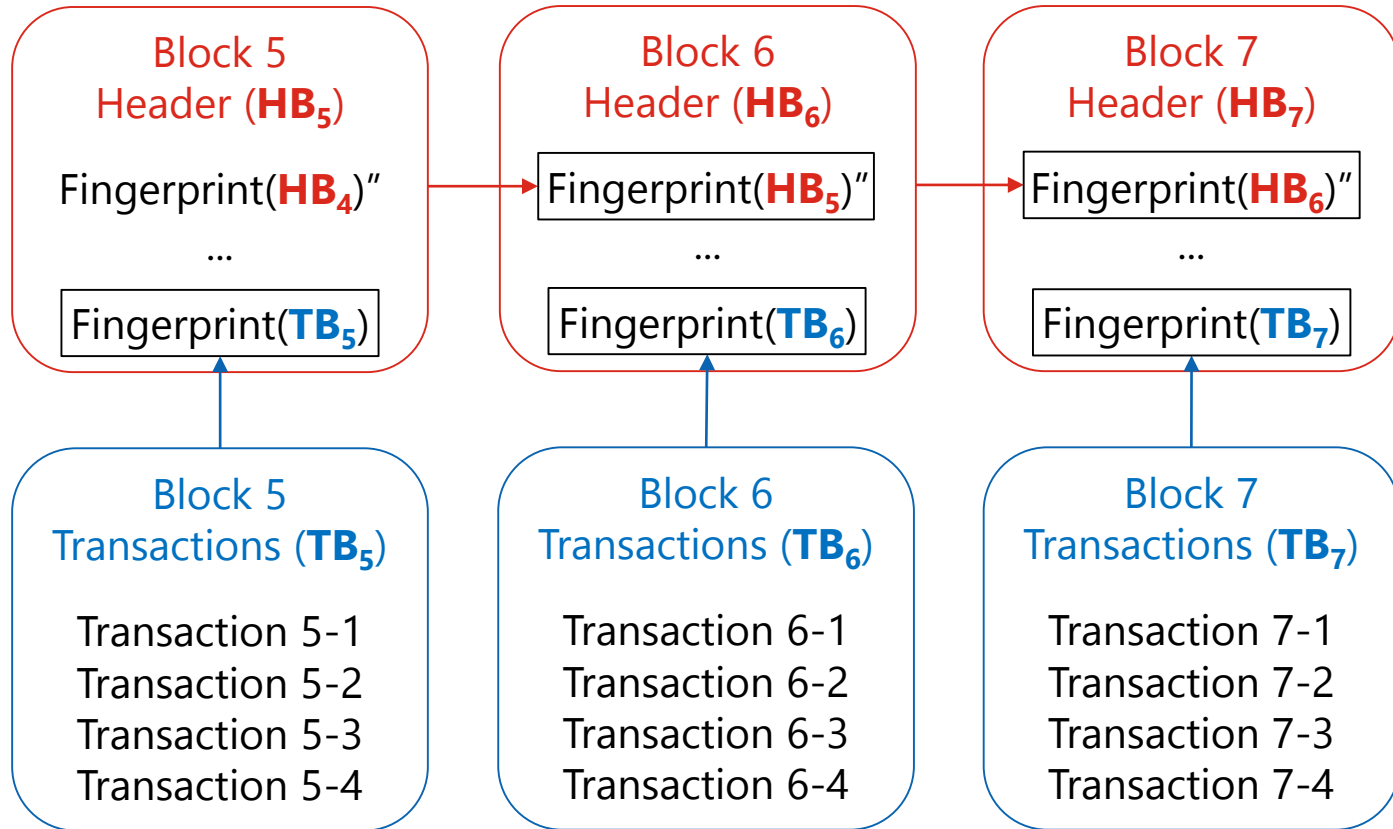 Block 5
Header (HB₅)
Fingerprint(HB₄)”
...
Fingerprint(TB₅)
Block 6
Header (HB₆)
Fingerprint(HB₅)”
...
Fingerprint(TB₆)
Block 7
Header (HB₇)
Fingerprint(HB₆)”
...
Fingerprint(TB₇)
Block 5
Transactions (TB₅)
Transaction 5-1
Transaction 5-2
Transaction 5-3
Transaction 5-4
Block 6
Transactions (TB₆)
Transaction 6-1
Transaction 6-2
Transaction 6-3
Transaction 6-4
Block 7
Transactions (TB₇)
Transaction 7-1
Transaction 7-2
Transaction 7-3
Transaction 7-4